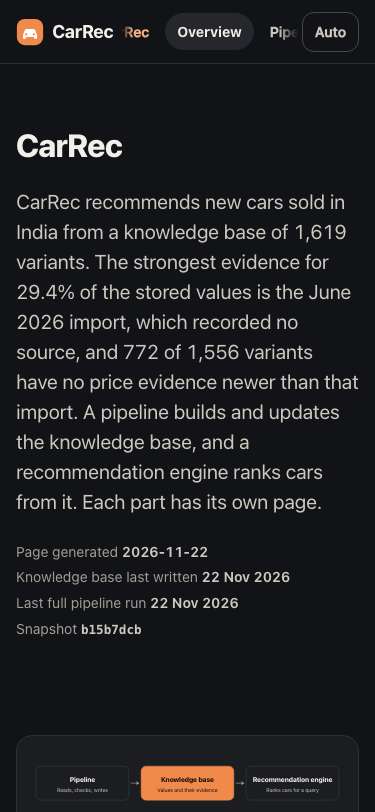 CarRec Rec Overview Pipe Auto
CarRec
CarRec recommends new cars sold in
India from a knowledge base of 1,619
variants. The strongest evidence for
29.4% of the stored values is the June
2026 import, which recorded no
source, and 772 of 1,556 variants
have no price evidence newer than that
import. A pipeline builds and updates
the knowledge base, and a
recommendation engine ranks cars
from it. Each part has its own page.
Page generated 2026-11-22
Knowledge base last written 22 Nov 2026
Last full pipeline run 22 Nov 2026
Snapshot b15b7dcb
Pipeline → Knowledge base → Recommendation engine
Reads, checks, writes Values and their evidence Ranks cars for a query